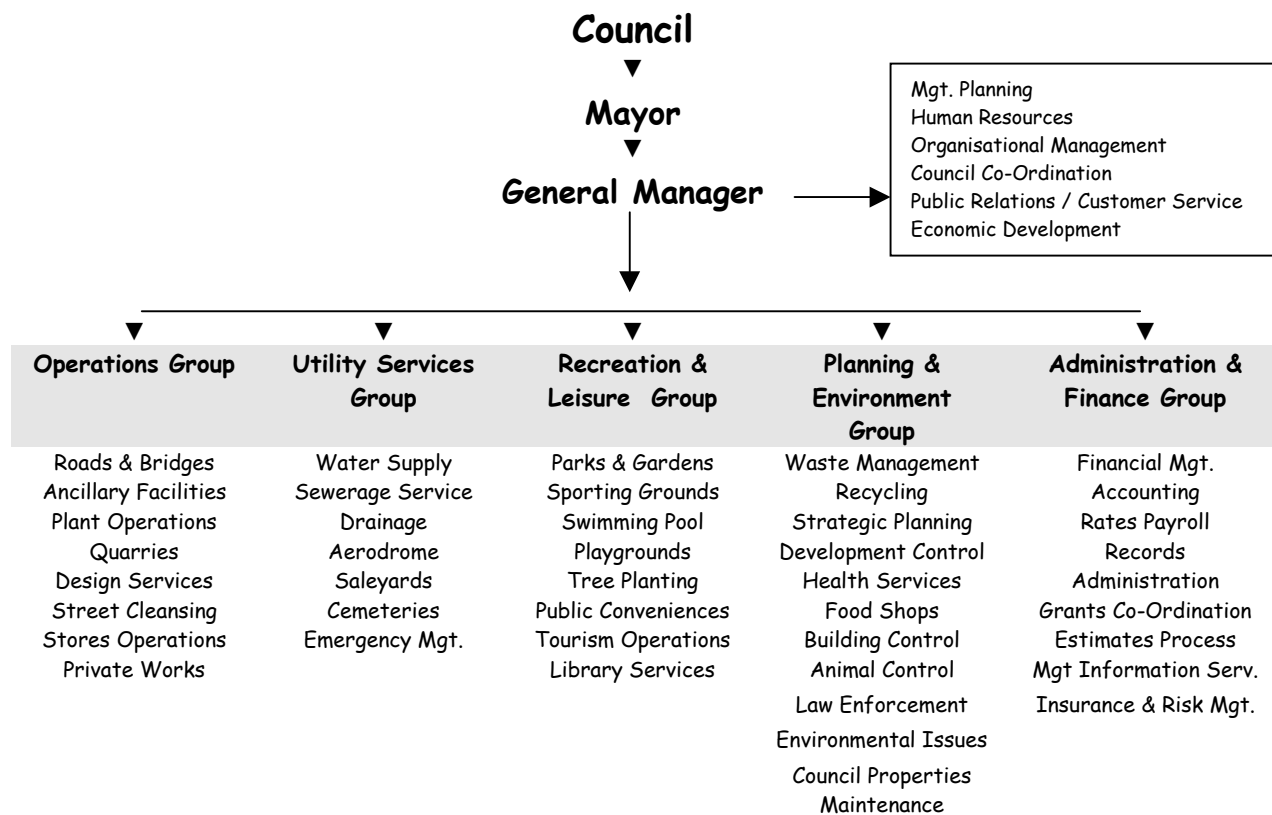 Council
Mayor
General Manager
Mgt. Planning
Human Resources
Organisational Management
Council Co-Ordination
Public Relations / Customer Service
Economic Development
Operations Group
Roads & Bridges
Ancillary Facilities
Plant Operations
Quarries
Design Services
Street Cleansing
Stores Operations
Private Works
Utility Services
Group
Water Supply
Sewerage Service
Drainage
Aerodrome
Saleyards
Cemeteries
Emergency Mgt.
Recreation &
Leisure Group
Parks & Gardens
Sporting Grounds
Swimming Pool
Playgrounds
Tree Planting
Public Conveniences
Tourism Operations
Library Services
Planning &
Environment
Group
Waste Management
Recycling
Strategic Planning
Development Control
Health Services
Food Shops
Building Control
Animal Control
Law Enforcement
Environmental Issues
Council Properties
Maintenance
Administration &
Finance Group
Financial Mgt.
Accounting
Rates Payroll
Records
Administration
Grants Co-Ordination
Estimates Process
Mgt Information Serv.
Insurance & Risk Mgt.